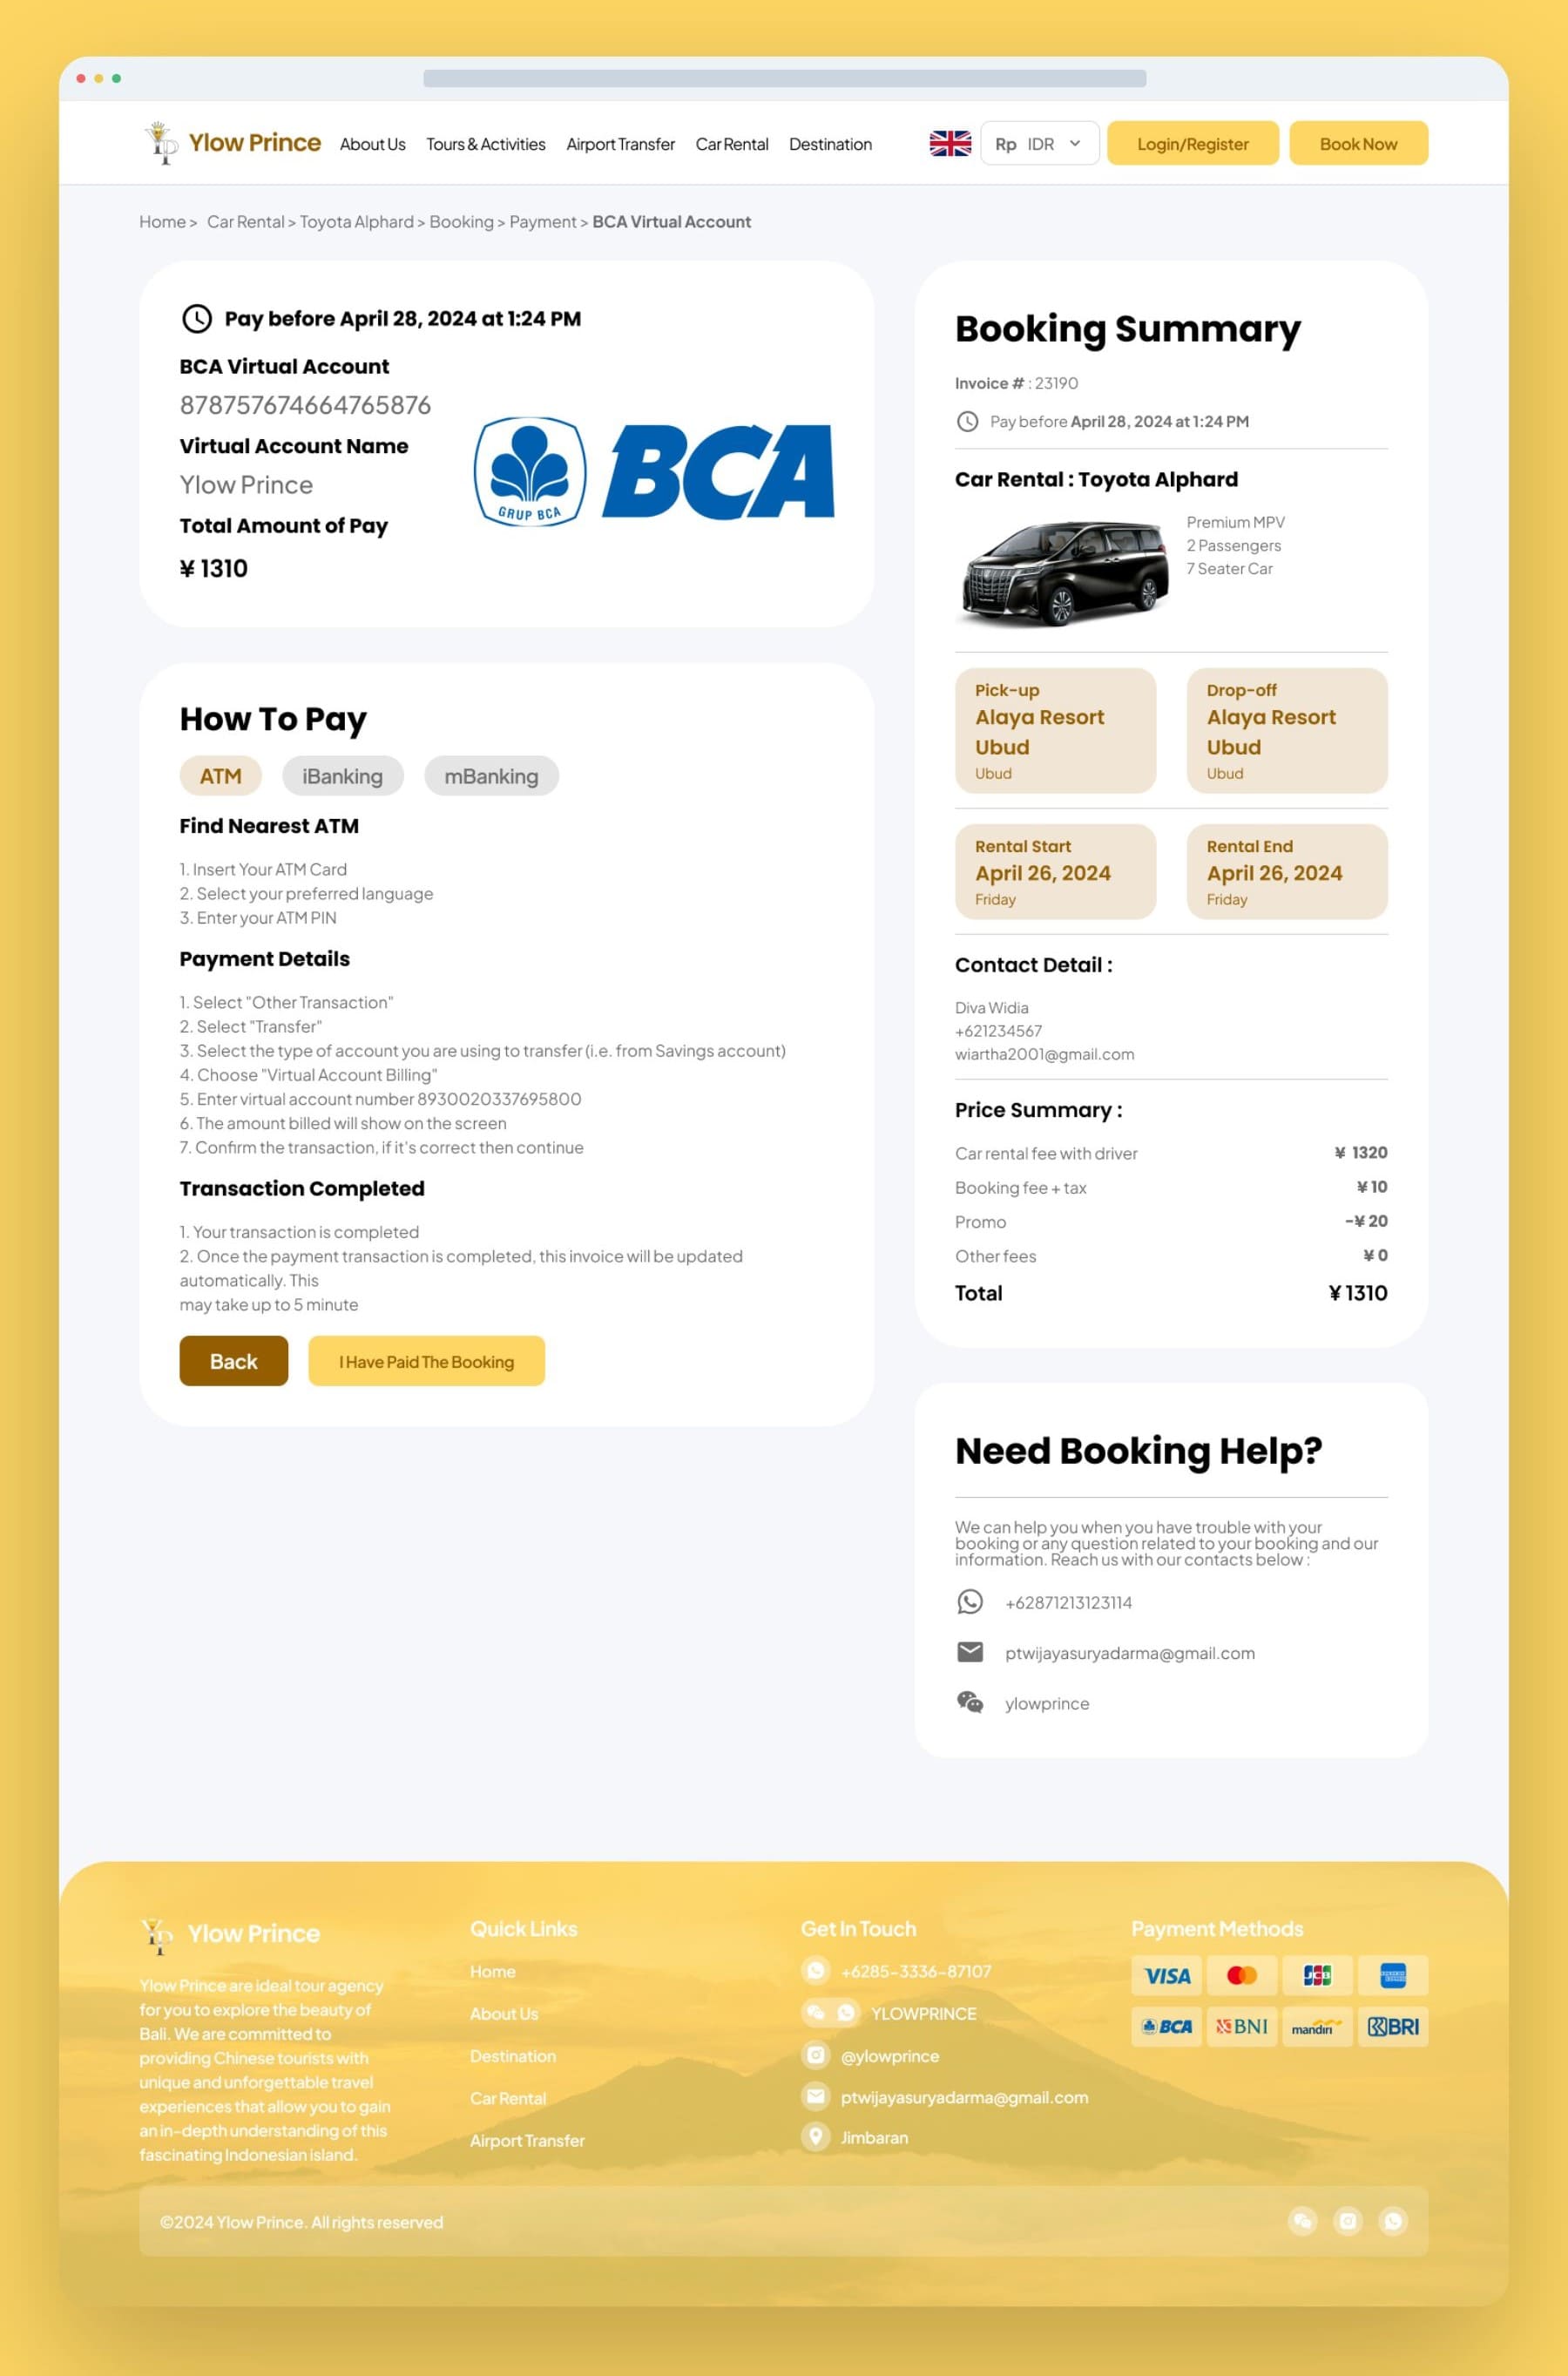 Ylow Prince
About Us
Tours & Activities
Airport Transfer
Car Rental
Destination
Rp IDR
Login/Register
Book Now
Home > Car Rental > Toyota Alphard > Booking > Payment > BCA Virtual Account
Pay before April 28, 2024 at 1:24 PM
BCA Virtual Account
878757674664765876
Virtual Account Name
Ylow Prince
Total Amount of Pay
¥ 1310
GRUP BCA
BCA
How To Pay
ATM
iBanking
mBanking
Find Nearest ATM
1. Insert Your ATM Card
2. Select your preferred language
3. Enter your ATM PIN
Payment Details
1. Select "Other Transaction"
2. Select "Transfer"
3. Select the type of account you are using to transfer (i.e. from Savings account)
4. Choose "Virtual Account Billing"
5. Enter virtual account number 8930020337695800
6. The amount billed will show on the screen
7. Confirm the transaction, if it's correct then continue
Transaction Completed
1. Your transaction is completed
2. Once the payment transaction is completed, this invoice will be updated
automatically. This
may take up to 5 minute
Back
I Have Paid The Booking
Booking Summary
Invoice # : 23190
Pay before April 28, 2024 at 1:24 PM
Car Rental : Toyota Alphard
Premium MPV
2 Passengers
7 Seater Car
Pick-up
Alaya Resort
Ubud
Ubud
Drop-off
Alaya Resort
Ubud
Ubud
Rental Start
April 26, 2024
Friday
Rental End
April 26, 2024
Friday
Contact Detail :
Diva Widia
+621234567
wiartha2001@gmail.com
Price Summary :
Car rental fee with driver ¥ 1320
Booking fee + tax ¥ 10
Promo -¥ 20
Other fees ¥ 0
Total ¥ 1310
Need Booking Help?
We can help you when you have trouble with your
booking or any question related to your booking and our
information. Reach us with our contacts below :
+62871213123114
ptwijayasuryadarma@gmail.com
ylowprince
Ylow Prince
Ylow Prince are ideal tour agency
for you to explore the beauty of
Bali. We are committed to
providing Chinese tourists with
unique and unforgettable travel
experiences that allow you to gain
an in-depth understanding of this
fascinating Indonesian island.
Quick Links
Home
About Us
Destination
Car Rental
Airport Transfer
Get In Touch
+6285-3336-87107
YLOWPRINCE
@ylowprince
ptwijayasuryadarma@gmail.com
Jimbaran
Payment Methods
VISA
JCB
BCA
BNI
mandiri
BRI
©2024 Ylow Prince. All rights reserved